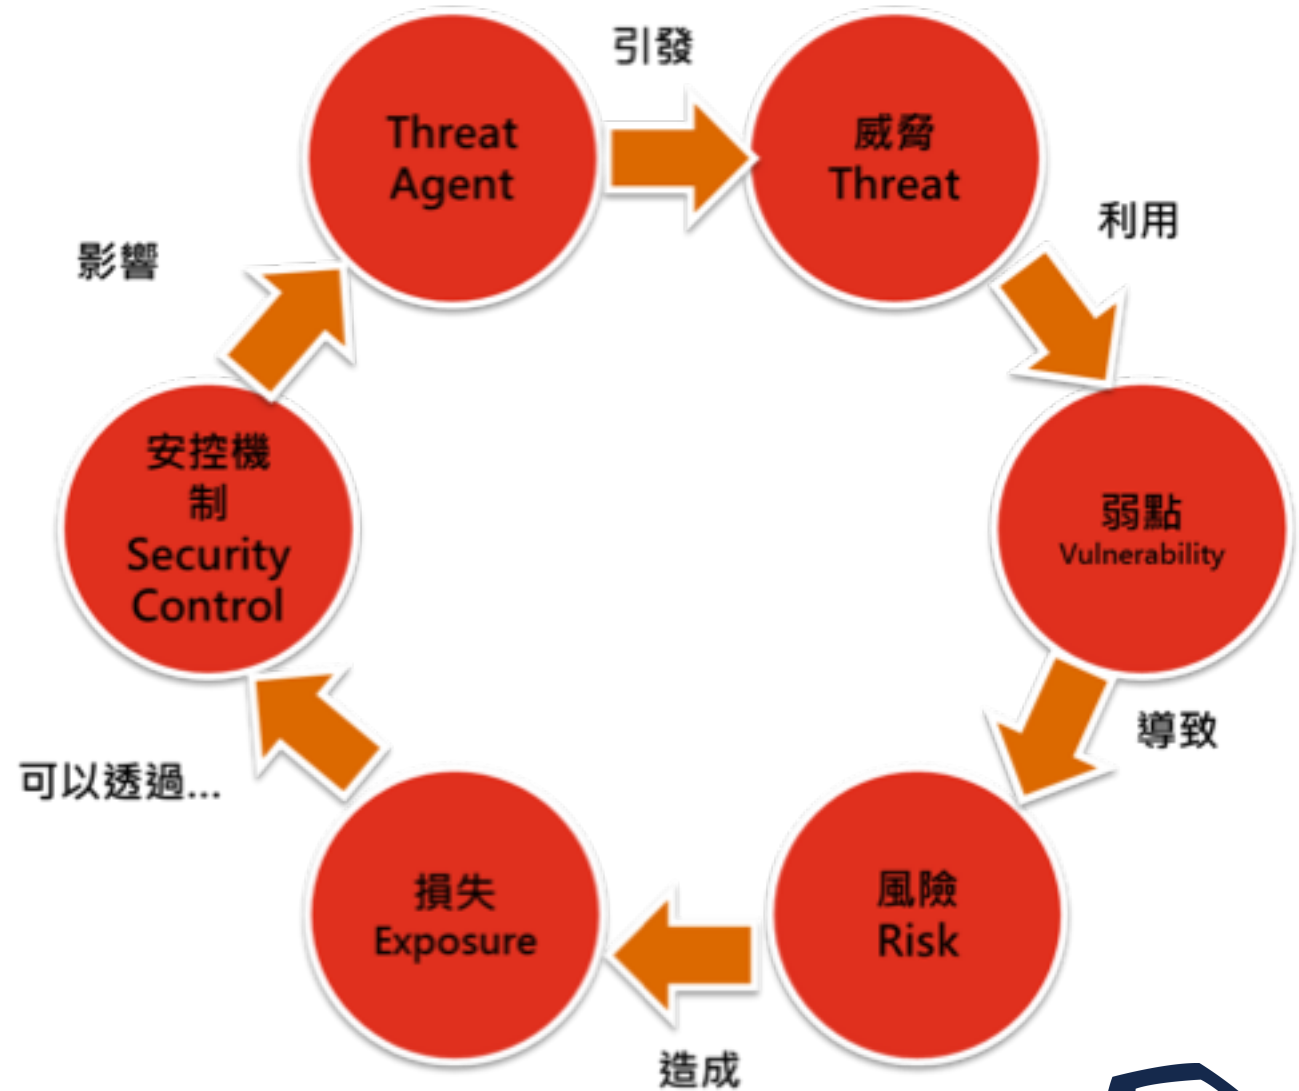 引發
Threat
Agent
威脅
Threat
利用
影響
安控機
制
Security
Control
弱點
Vulnerability
導致
可以透過...
損失
Exposure
風險
Risk
造成